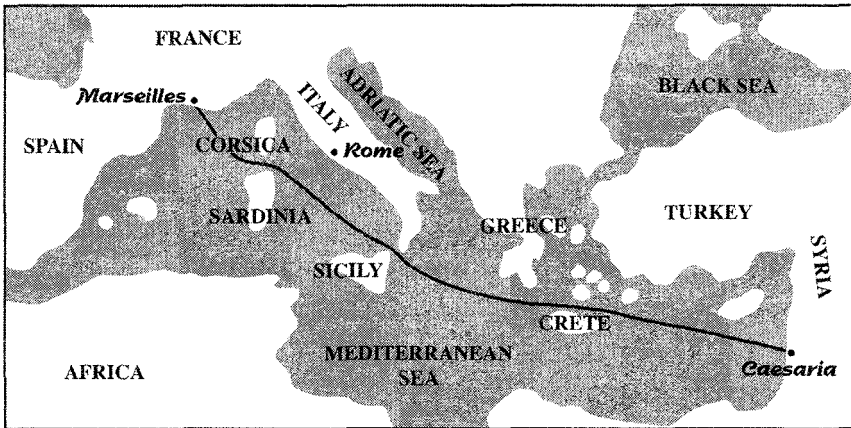 FRANCE
Marseilles
SPAIN
CORSICA
ITALY
Rome
ADRIATIC SEA
BLACK SEA
SARDINIA
SICILY
GREECE
TURKEY
SYRIA
CRETE
MEDITERRANEAN
SEA
AFRICA
Caesaria